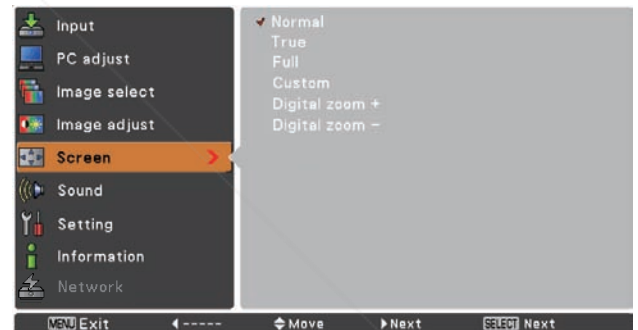 Input
PC adjust
Image select
Image adjust
Screen
Sound
Setting
Information
Network
Normal
True
Full
Custom
Digital zoom +
Digital zoom –
MENU Exit ◀----- ◆Move ▶Next SELECT Next